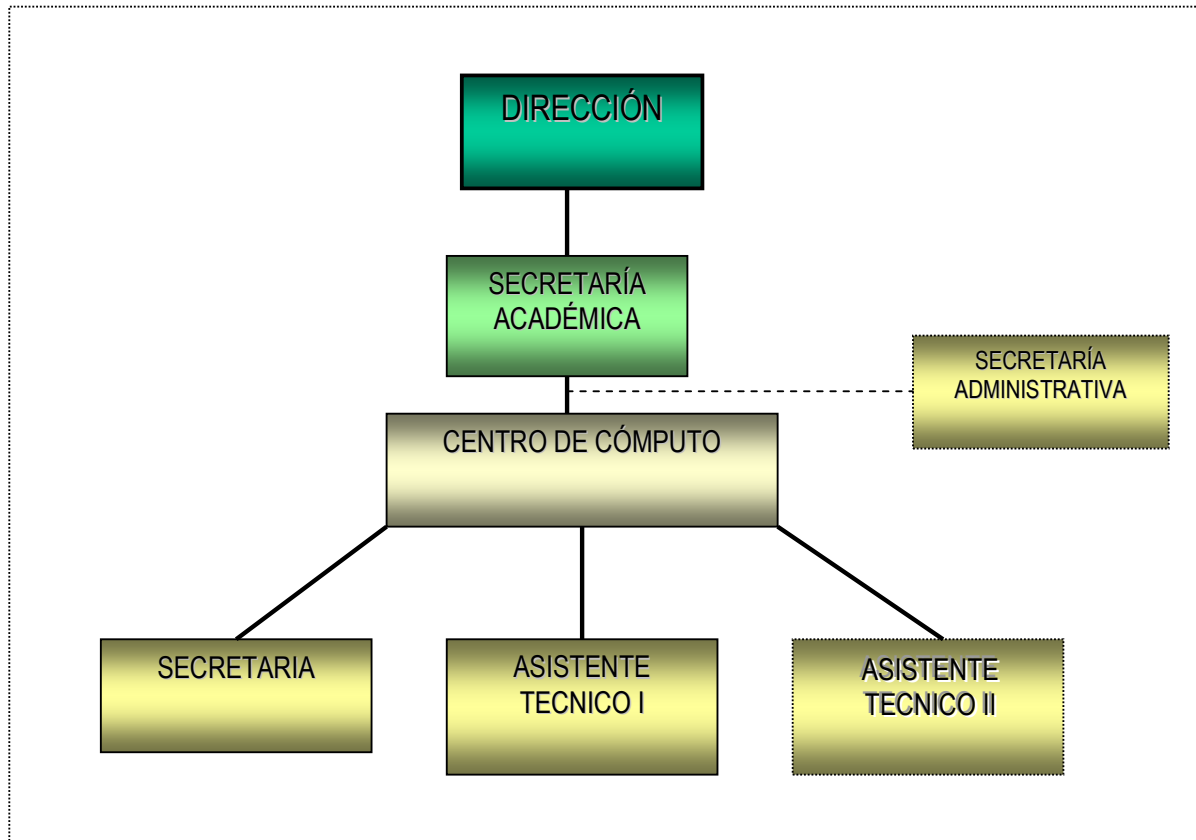 DIRECCIÓN
SECRETARÍA
ACADÉMICA
SECRETARÍA
ADMINISTRATIVA
CENTRO DE CÓMPUTO
SECRETARIA
ASISTENTE
TECNICO I
ASISTENTE
TECNICO II